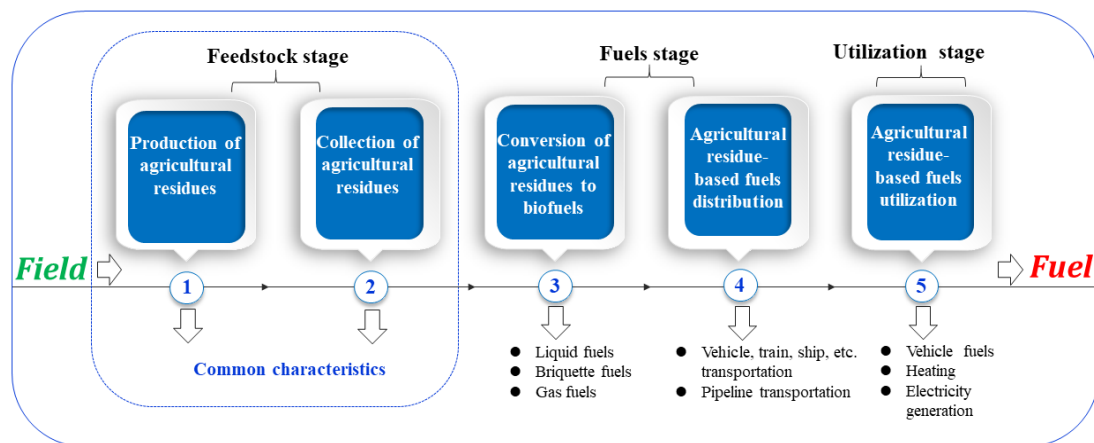 Feedstock stage
Fuels stage
Utilization stage
Production of
agricultural
residues
Collection of
agricultural
residues
Conversion of
agricultural
residues to
biofuels
Agricultural
residue-
based fuels
distribution
Agricultural
residue-
based fuels
utilization
Field
Fuel
1
2
3
4
5
Common characteristics
● Liquid fuels
● Briquette fuels
● Gas fuels
● Vehicle, train, ship, etc.
transportation
● Pipeline transportation
● Vehicle fuels
● Heating
● Electricity
generation